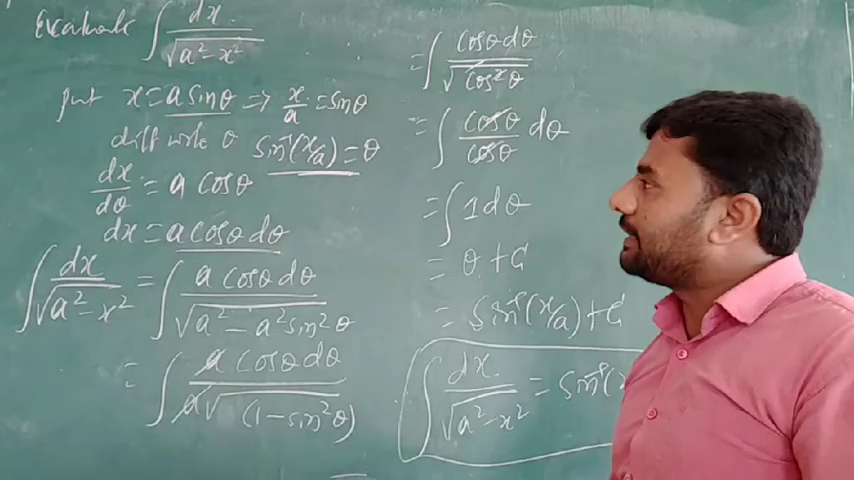 Evaluate ∫ dx/√(a²-x²)
put x = a sinθ ⇒ x/a = sinθ
diff w.r.to θ sin⁻¹(x/a) = θ
dx/dθ = a cosθ
dx = a cosθ dθ
∫ dx/√(a²-x²) = ∫ a cosθ dθ/√(a²-a²sin²θ)
= ∫ a cosθ dθ/a√(1-sin²θ)
= ∫ cosθ dθ/√cos²θ
= ∫ cosθ/cosθ dθ
= ∫ 1 dθ
= θ + C
= sin⁻¹(x/a) + C
∫ dx/√(a²-x²) = sin⁻¹(